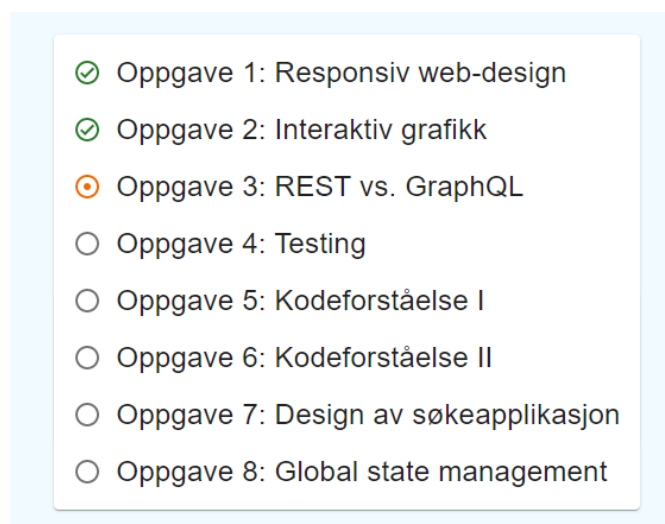 Oppgave 1: Responsiv web-design
Oppgave 2: Interaktiv grafikk
Oppgave 3: REST vs. GraphQL
Oppgave 4: Testing
Oppgave 5: Kodeforståelse I
Oppgave 6: Kodeforståelse II
Oppgave 7: Design av søkeapplikasjon
Oppgave 8: Global state management